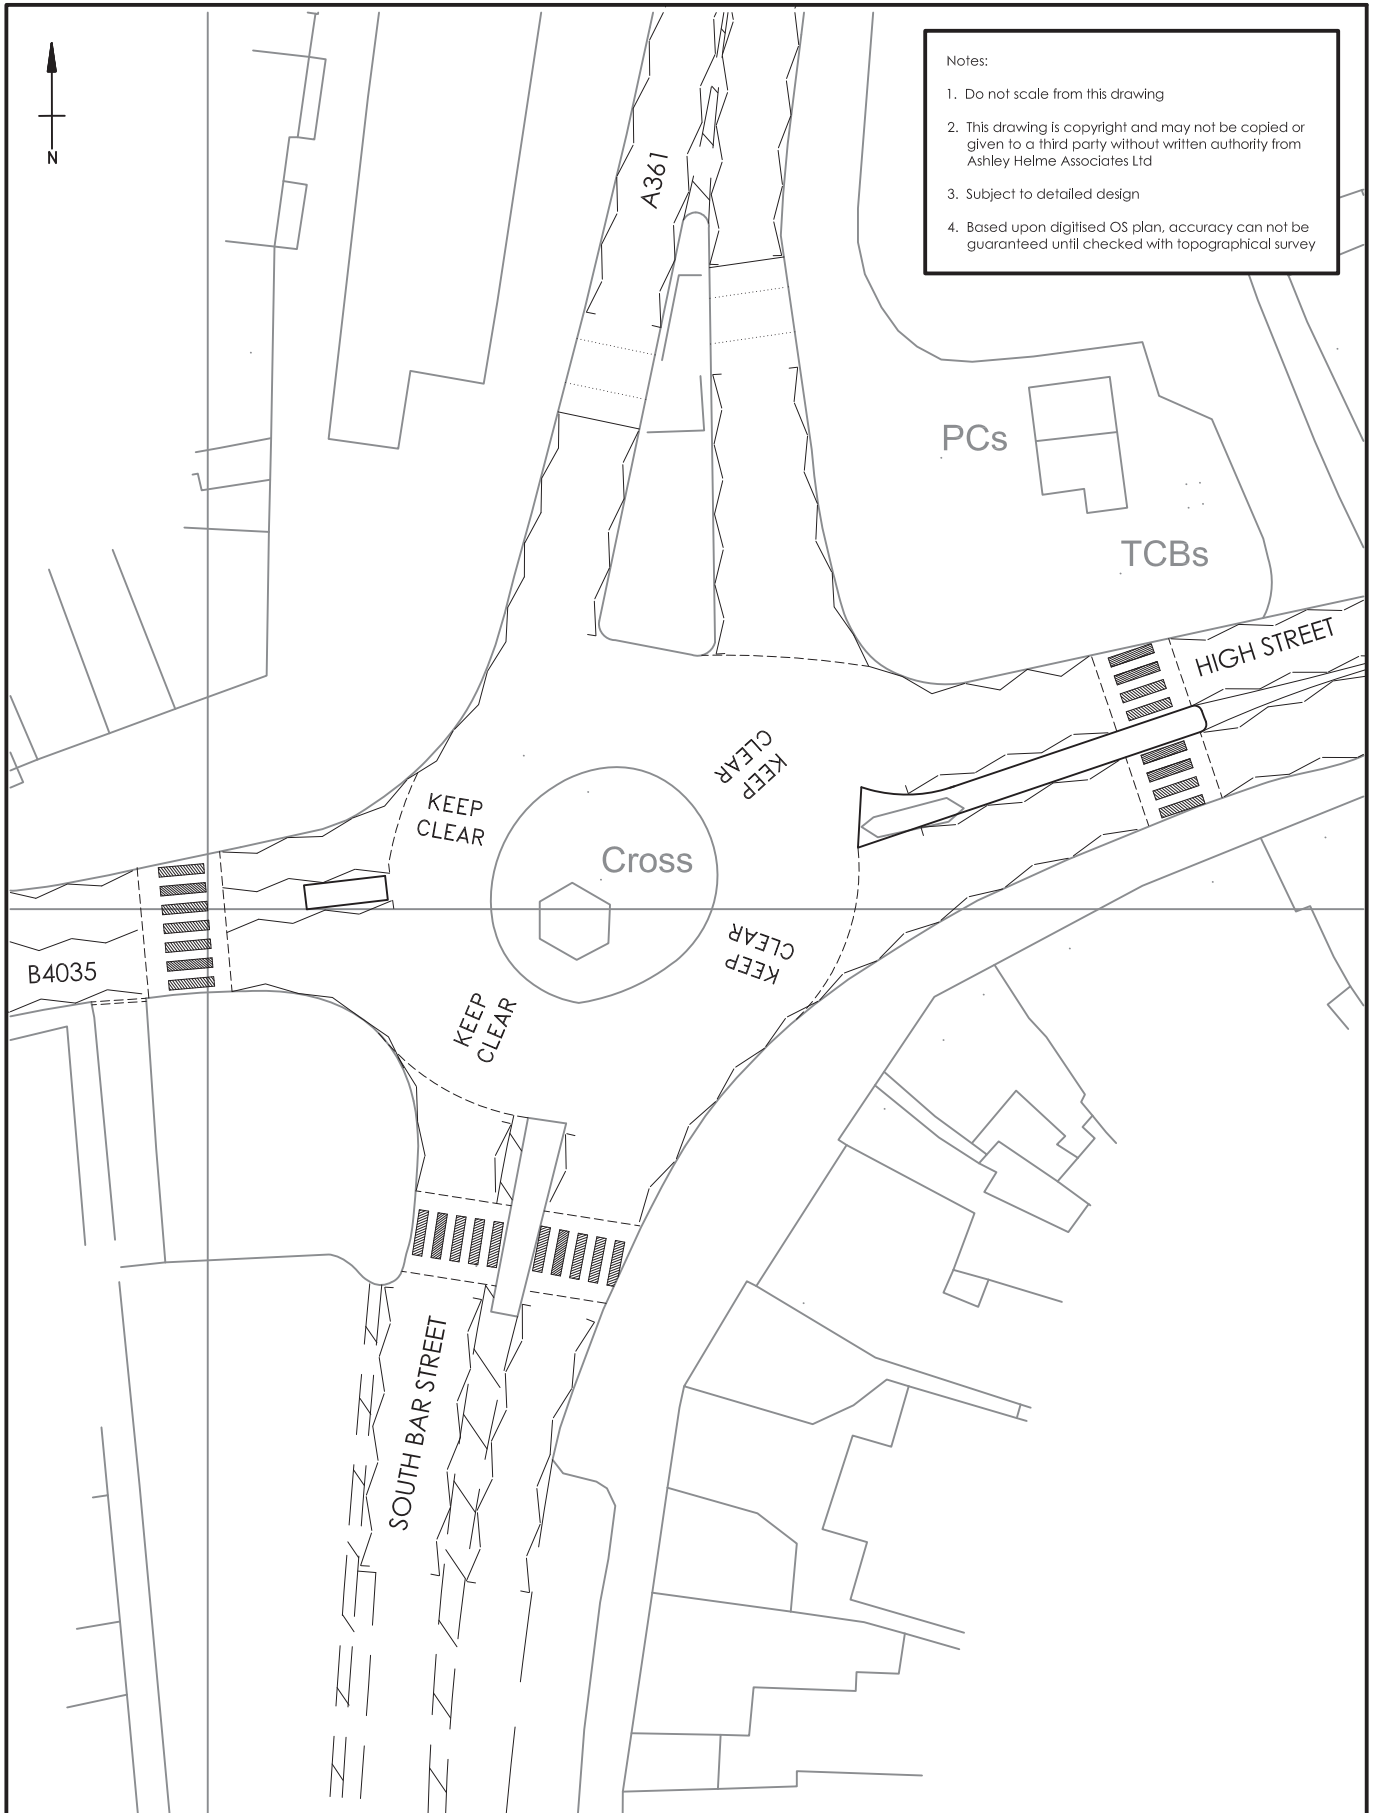 N
Notes:
1. Do not scale from this drawing
2. This drawing is copyright and may not be copied or
given to a third party without written authority from
Ashley Helme Associates Ltd
3. Subject to detailed design
4. Based upon digitised OS plan, accuracy can not be
guaranteed until checked with topographical survey
A361
PCs
TCBs
HIGH STREET
KEEP
CLEAR
KEEP
CLEAR
Cross
KEEP
CLEAR
B4035
KEEP
CLEAR
SOUTH BAR STREET